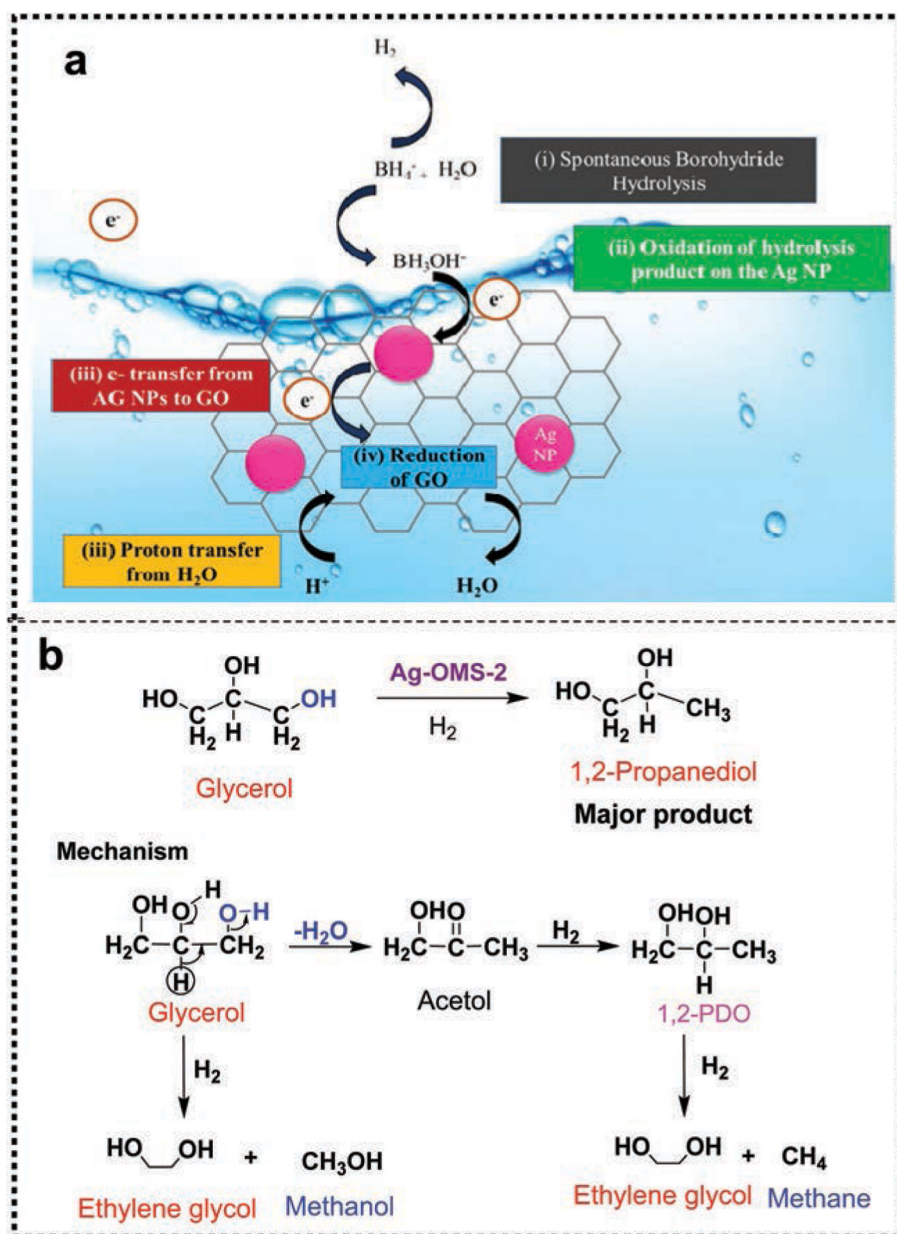 a
H₂
BH₄⁻ + H₂O
(i) Spontaneous Borohydride
Hydrolysis
e⁻
(ii) Oxidation of hydrolysis
product on the Ag NP
BH₃OH⁻
e⁻
(iii) e- transfer from
AG NPs to GO
e⁻
Ag
NP
(iv) Reduction
of GO
(iii) Proton transfer
from H₂O
H⁺
H₂O
b
OH
HO
OH
C
C
C
H₂
H
H₂
Glycerol
Ag-OMS-2
H₂
OH
HO
C
C
CH₃
H₂
H
1,2-Propanediol
Major product
Mechanism
H
OH
O
O-H
H₂C
C
CH₂
H
Glycerol
-H₂O
OH
O
H₂C
C
CH₃
Acetol
H₂
OH
OH
H₂C
C
CH₃
H
1,2-PDO
H₂
H₂
HO
OH
+
CH₃OH
Ethylene glycol
Methanol
HO
OH
+
CH₄
Ethylene glycol
Methane